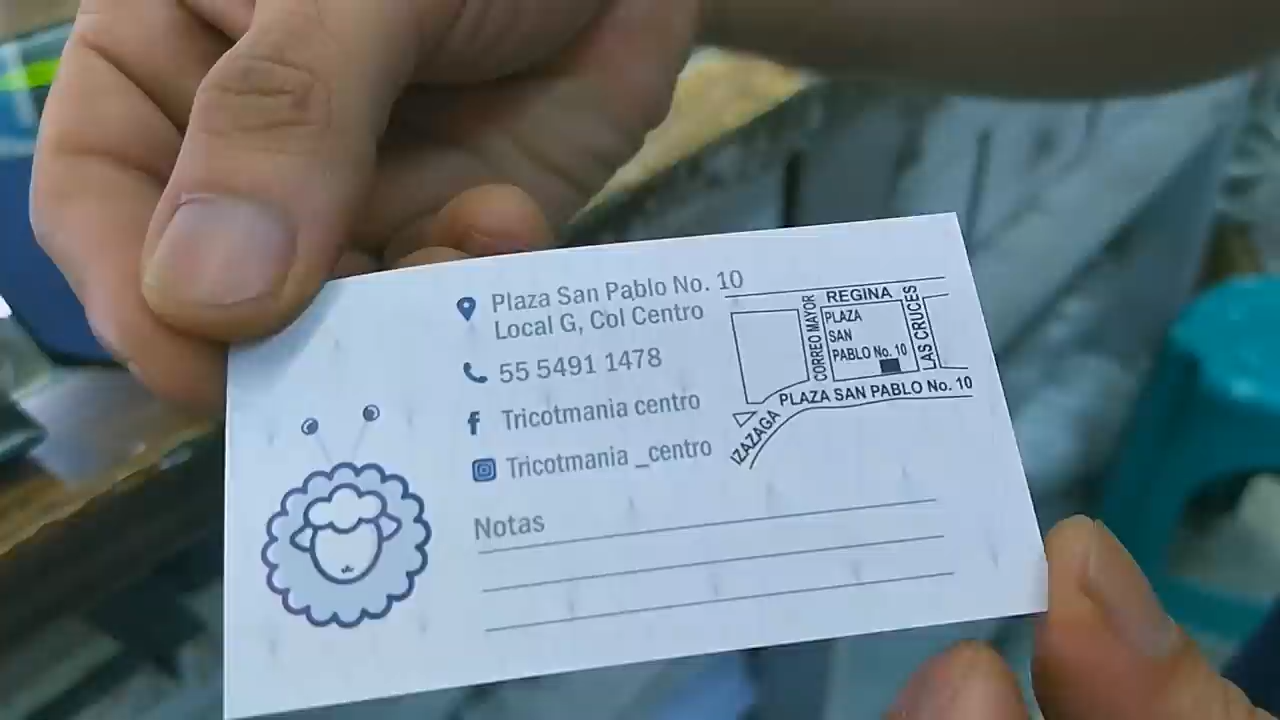 Plaza San Pablo No. 10
Local G, Col Centro
55 5491 1478
Tricotmania centro
Tricotmania _centro
Notas
REGINA
CORREO MAYOR
PLAZA
SAN
PABLO No. 10
LAS CRUCES
PLAZA SAN PABLO No. 10
IZAZAGA